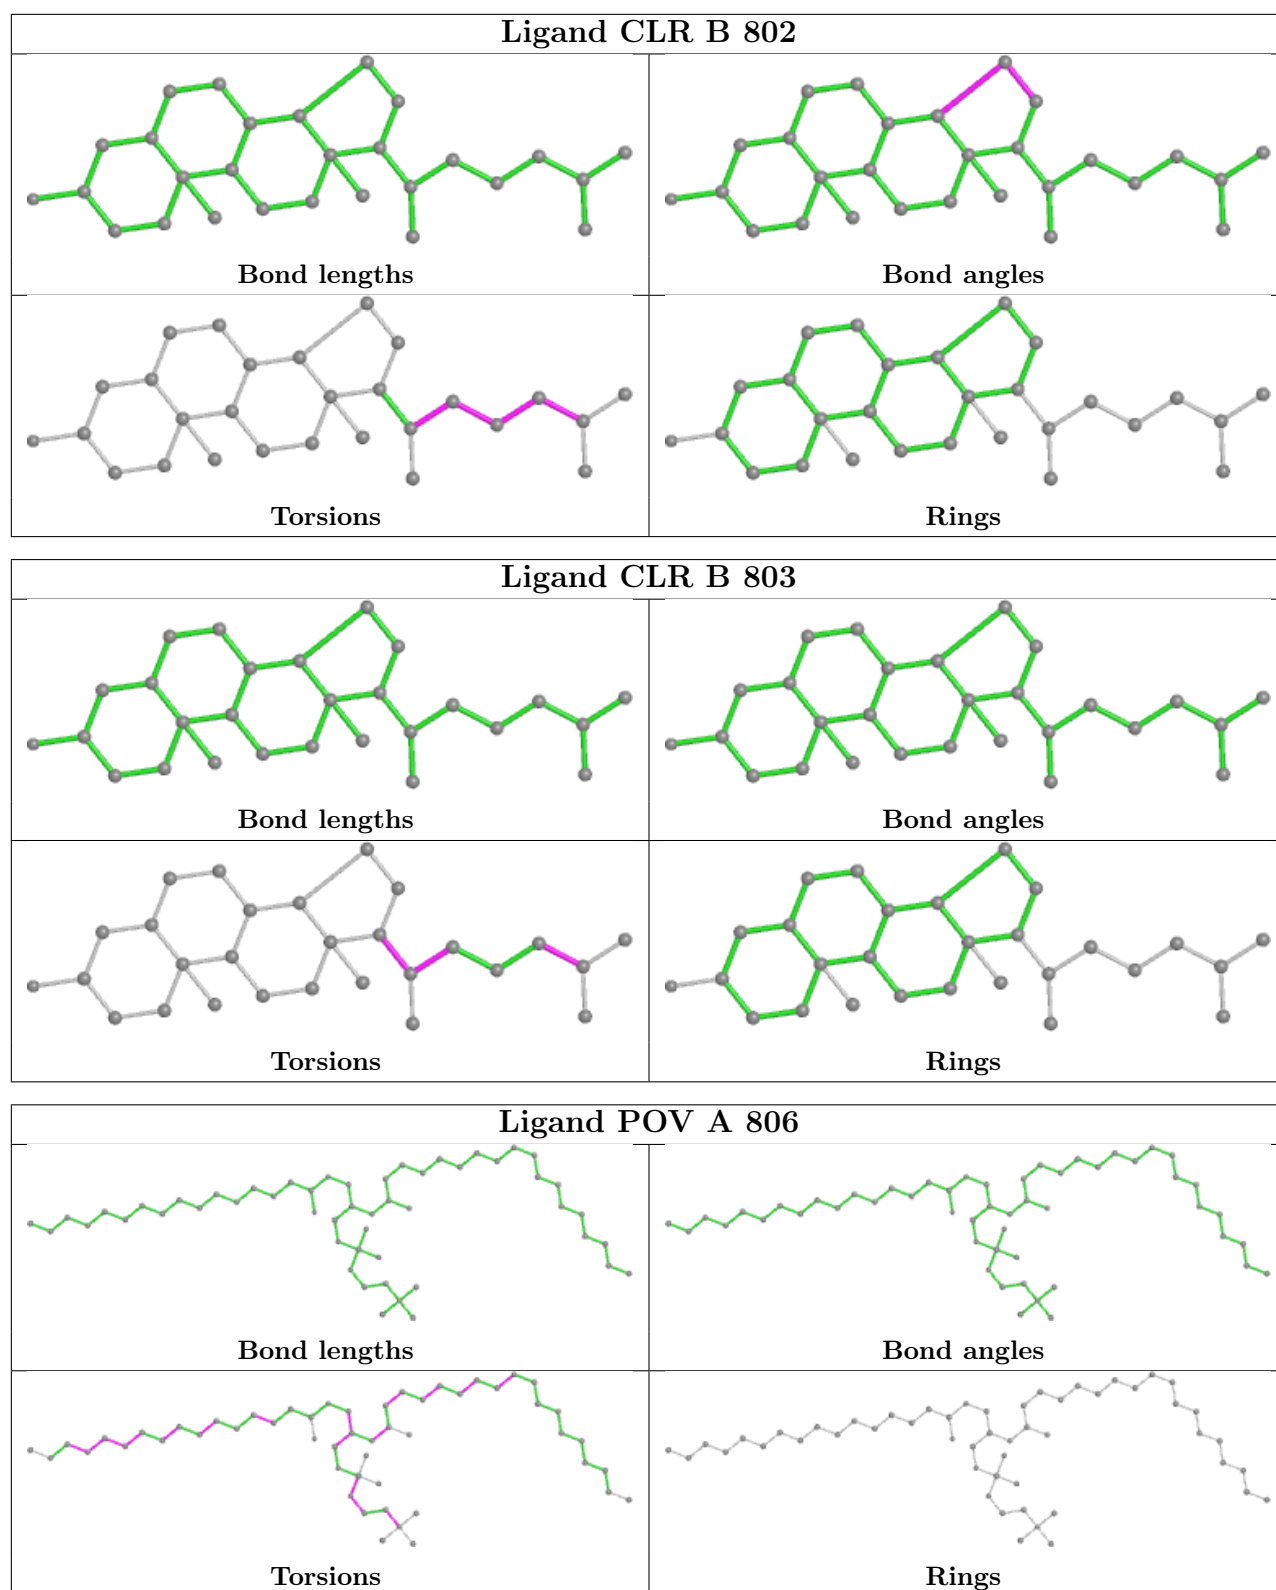 Ligand CLR B 802
Bond lengths
Bond angles
Torsions
Rings
Ligand CLR B 803
Bond lengths
Bond angles
Torsions
Rings
Ligand POV A 806
Bond lengths
Bond angles
Torsions
Rings